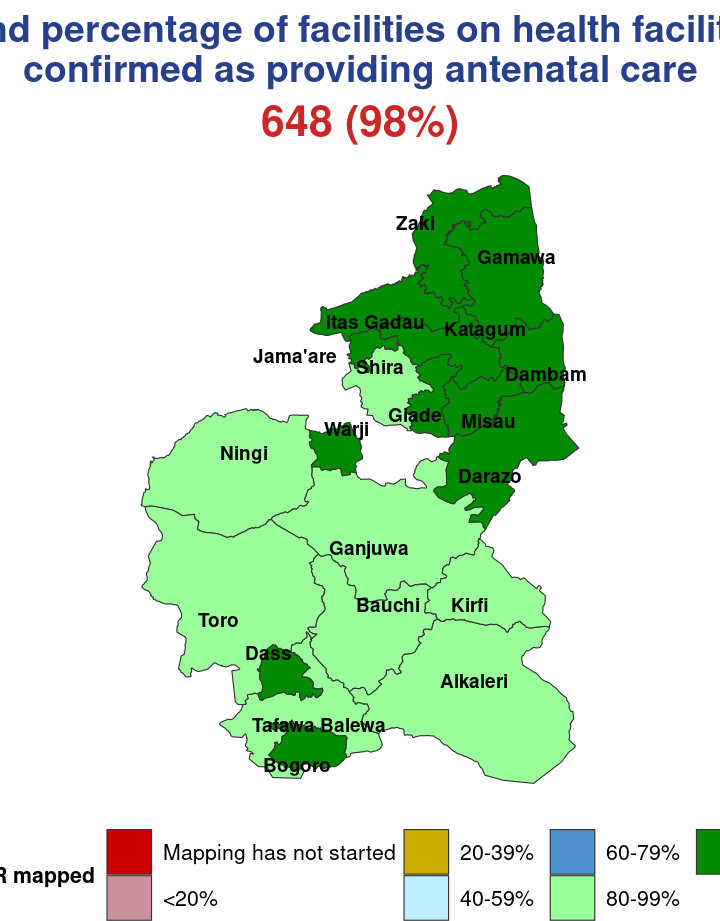 nd percentage of facilities on health facilit
confirmed as providing antenatal care
648 (98%)
Zaki
Gamawa
Itas Gadau
Katagum
Jama'are
Shira
Dambam
Giade
Misau
Warji
Ningi
Darazo
Ganjuwa
Bauchi
Kirfi
Toro
Dass
Alkaleri
Tafawa Balewa
Bogoro
R mapped
Mapping has not started
<20%
20-39%
40-59%
60-79%
80-99%